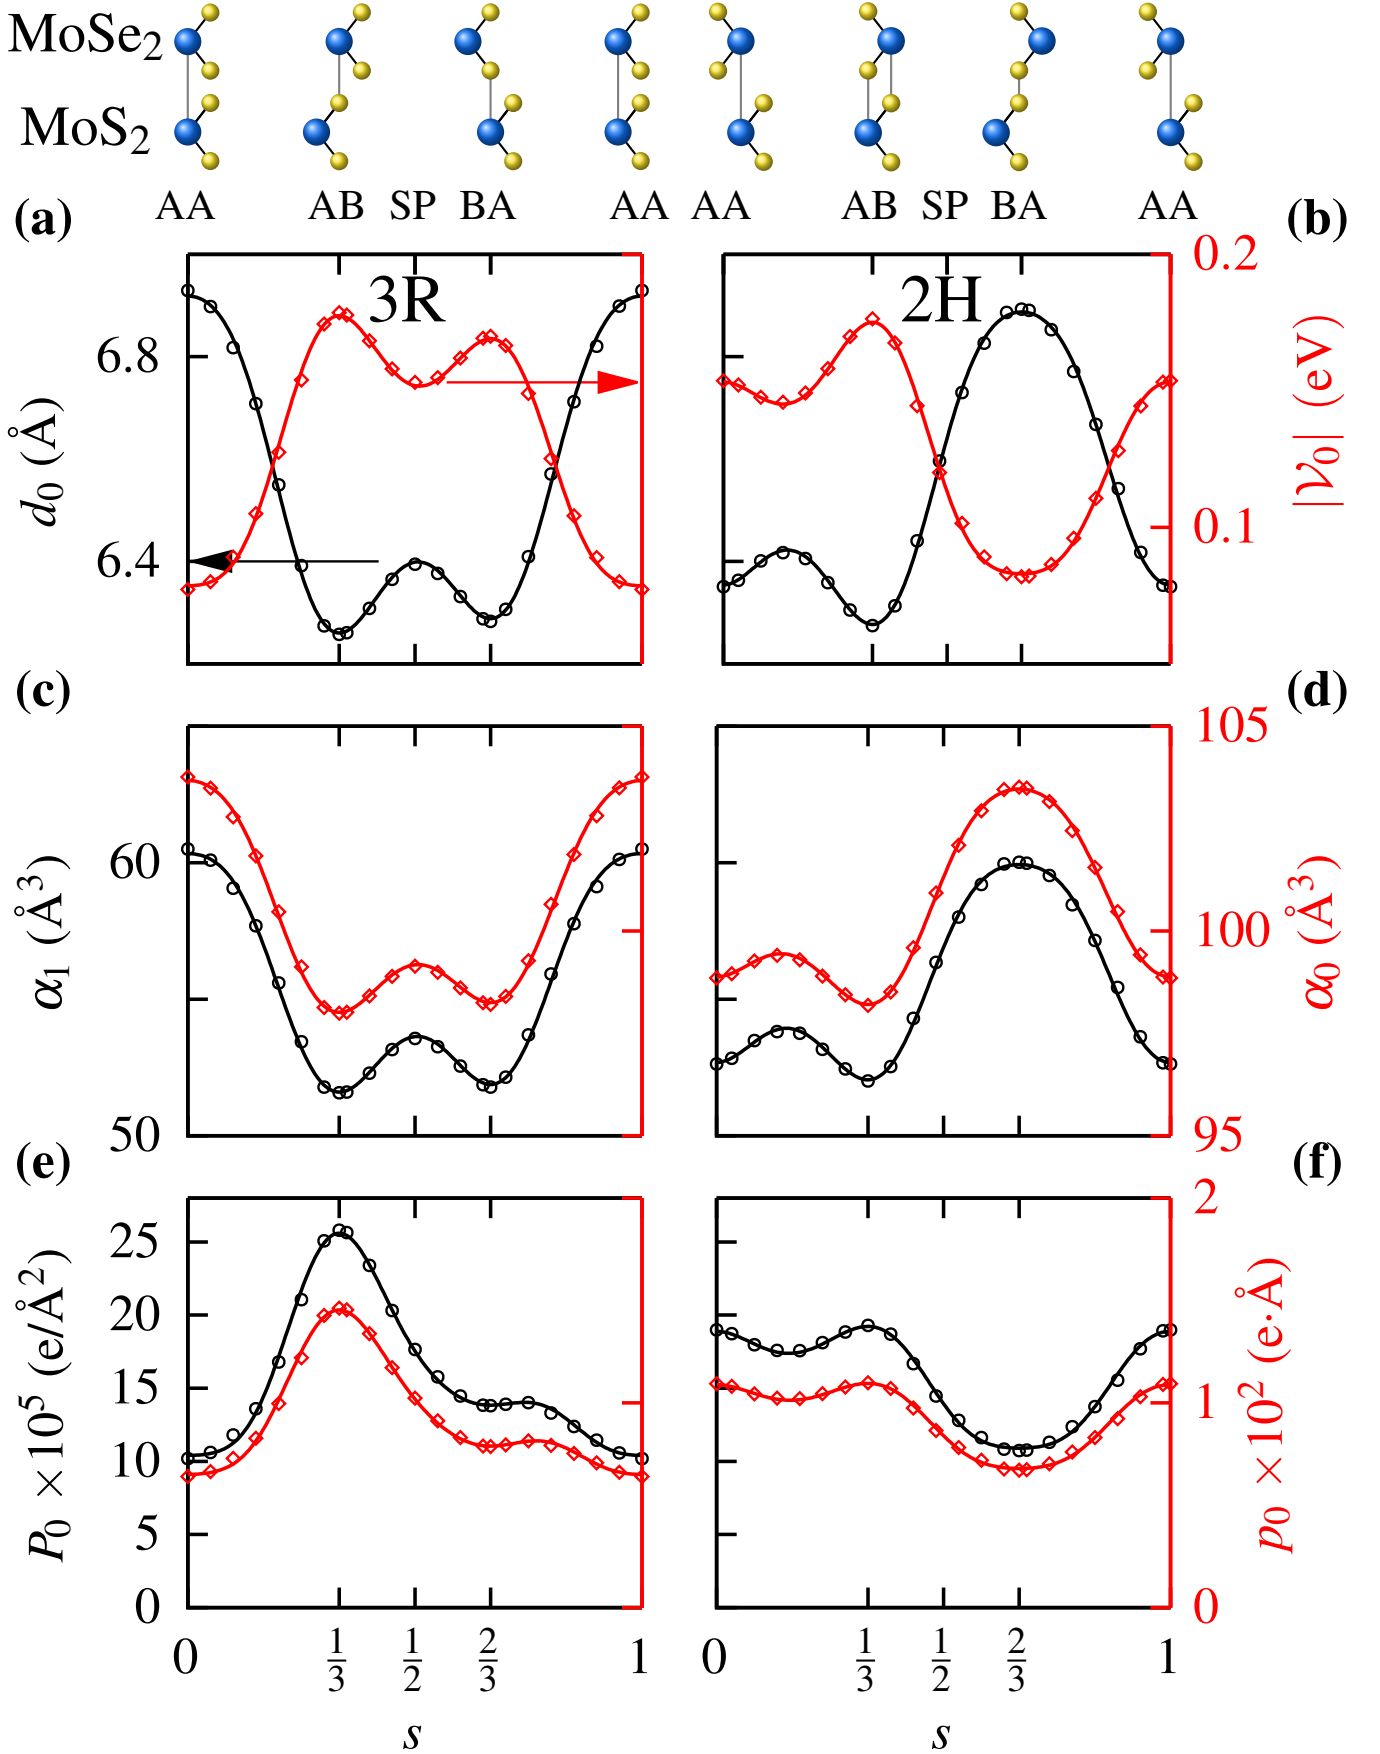 MoSe2
MoS2
AA AB SP BA AA AA AB SP BA AA
(a) (b)
3R 2H
6.8
6.4
d0 (Å)
0.2
0.1
|𝒱0| (eV)
(c) (d)
60
50
α1 (Å³)
105
100
95
α0 (Å³)
(e) (f)
25
20
15
10
5
0
P0 ×10⁵ (e/Å²)
2
1
0
p0 ×10² (e·Å)
0 1/3 1/2 2/3 1 0 1/3 1/2 2/3 1
s s